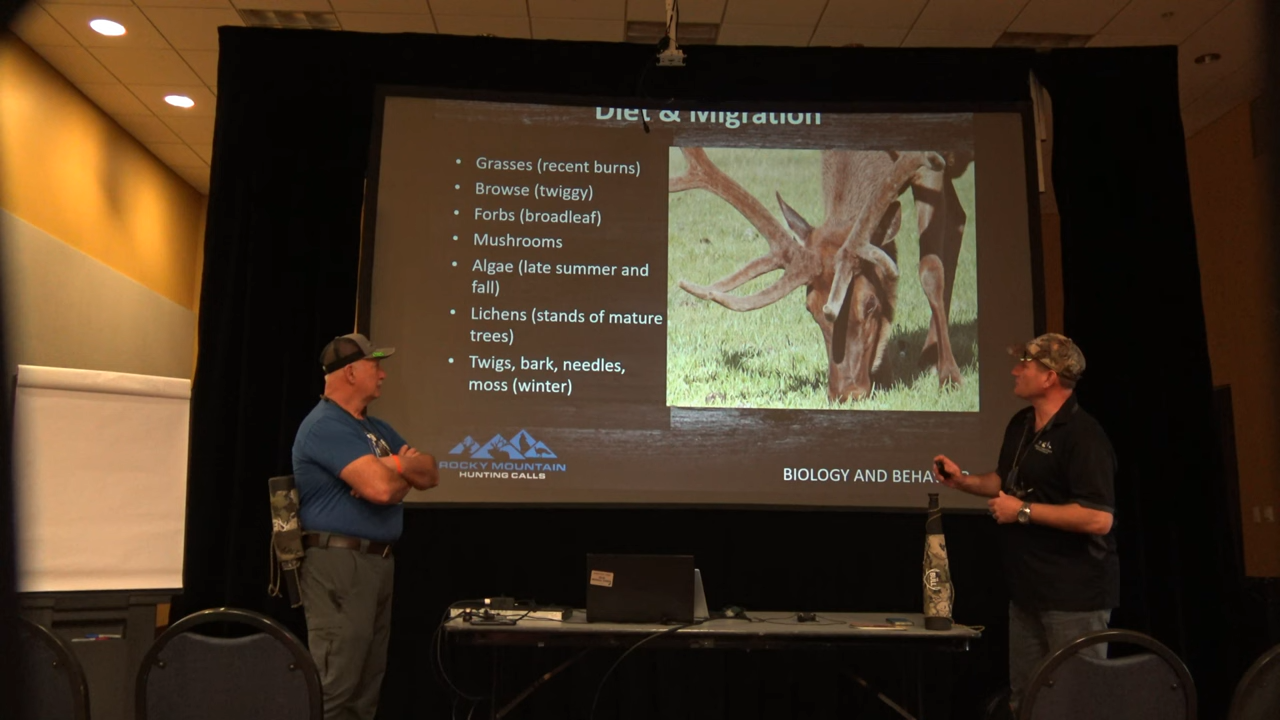 Diet & Migration
• Grasses (recent burns)
• Browse (twiggy)
• Forbs (broadleaf)
• Mushrooms
• Algae (late summer and
fall)
• Lichens (stands of mature
trees)
• Twigs, bark, needles,
moss (winter)
ROCKY MOUNTAIN
HUNTING CALLS
BIOLOGY AND BEHA